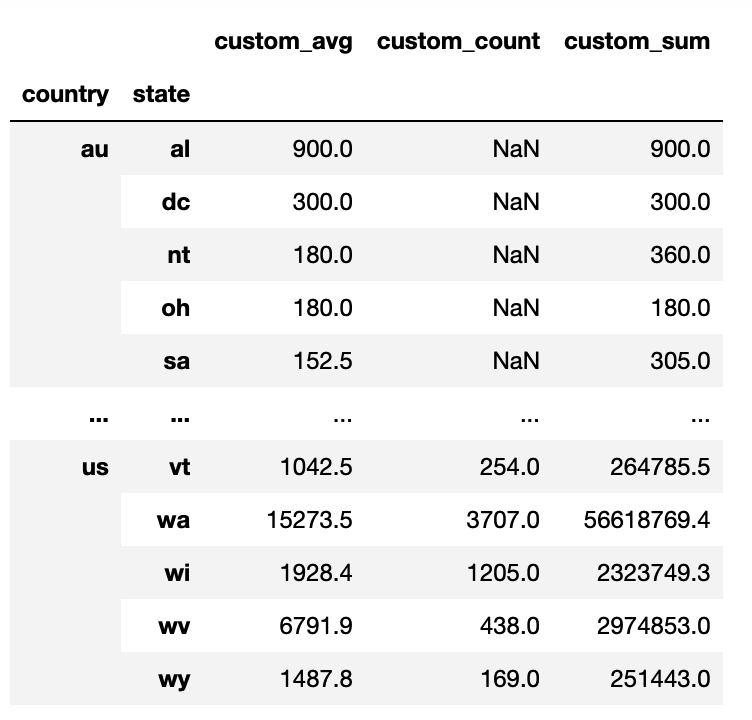 custom_avg custom_count custom_sum
country state
au al 900.0 NaN 900.0
dc 300.0 NaN 300.0
nt 180.0 NaN 360.0
oh 180.0 NaN 180.0
sa 152.5 NaN 305.0
... ... ... ... ...
us vt 1042.5 254.0 264785.5
wa 15273.5 3707.0 56618769.4
wi 1928.4 1205.0 2323749.3
wv 6791.9 438.0 2974853.0
wy 1487.8 169.0 251443.0